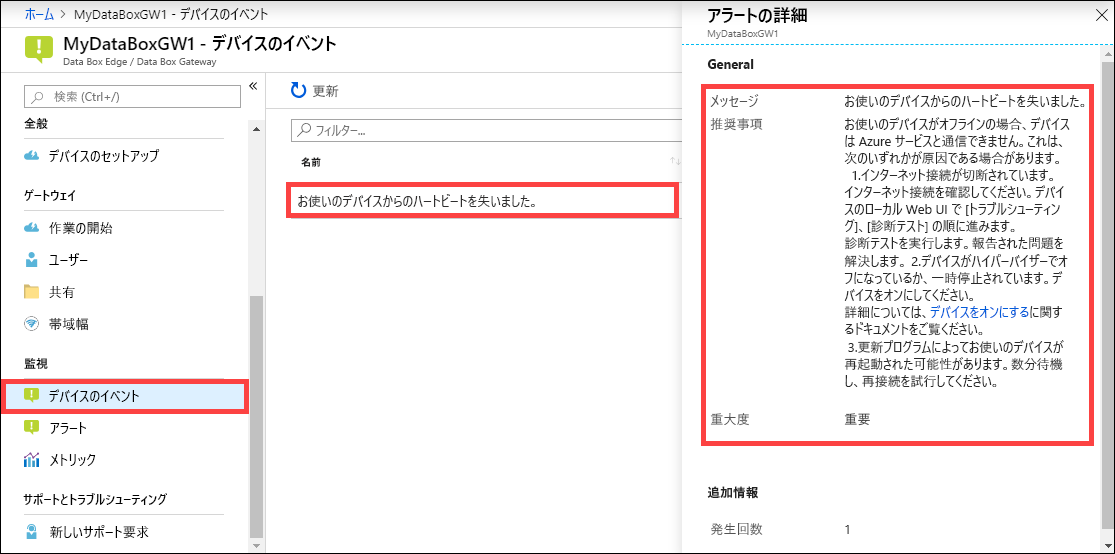 ホーム > MyDataBoxGW1 - デバイスのイベント
MyDataBoxGW1 - デバイスのイベント
Data Box Edge / Data Box Gateway
検索 (Ctrl+/)
«
全般
デバイスのセットアップ
ゲートウェイ
作業の開始
ユーザー
共有
帯域幅
監視
デバイスのイベント
アラート
メトリック
サポートとトラブルシューティング
新しいサポート要求
更新
フィルター...
名前
↑↓
お使いのデバイスからのハートビートを失いました。
アラートの詳細
MyDataBoxGW1
General
メッセージ
お使いのデバイスからのハートビートを失いました。
推奨事項
お使いのデバイスがオフラインの場合、デバイス
は Azure サービスと通信できません。これは、
次のいずれかが原因である場合があります。
1.インターネット接続が切断されています。
インターネット接続を確認してください。デバイ
スのローカル Web UI で [トラブルシューティン
グ]、[診断テスト] の順に進みます。
診断テストを実行します。報告された問題を
解決します。 2.デバイスがハイパーバイザーでオ
フになっているか、一時停止されています。デ
バイスをオンにしてください。
詳細については、デバイスをオンにするに関す
るドキュメントをご覧ください。
3.更新プログラムによってお使いのデバイスが
再起動された可能性があります。数分待機
し、再接続を試行してください。
重大度
重要
追加情報
発生回数
1